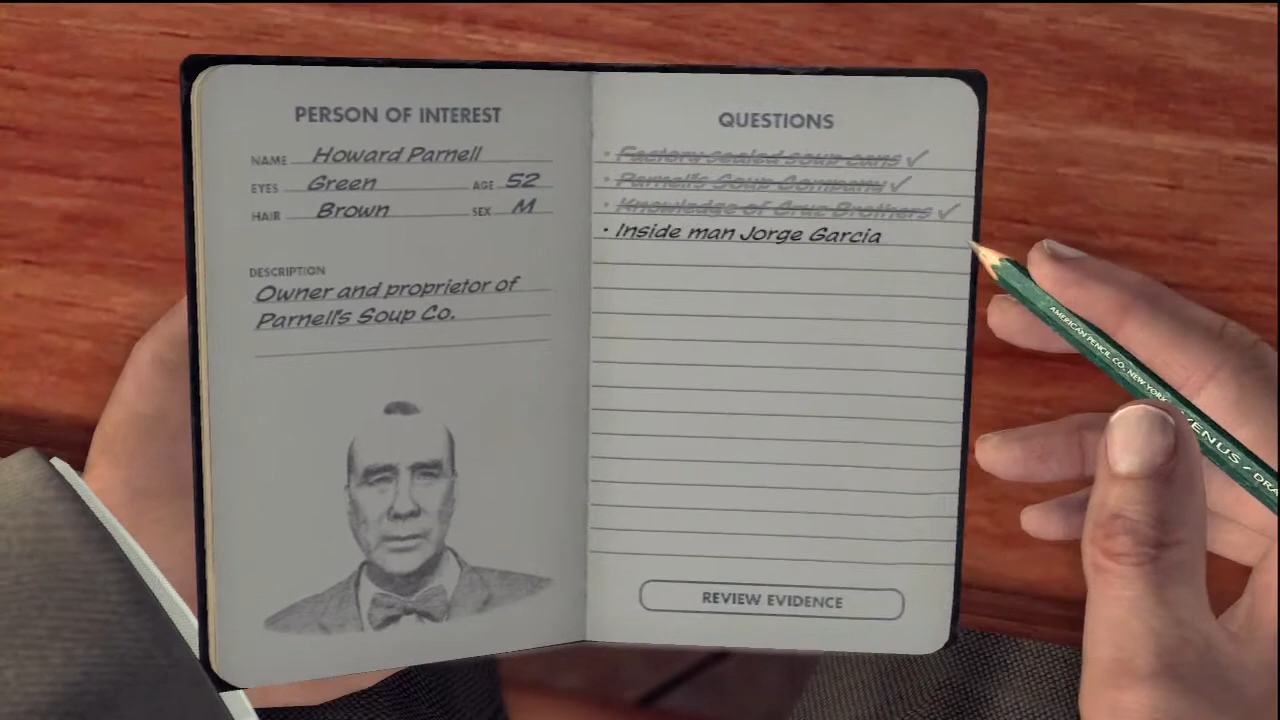 PERSON OF INTEREST
NAME Howard Parnell
EYES Green AGE 52
HAIR Brown SEX M
DESCRIPTION
Owner and proprietor of
Parnell's Soup Co.
QUESTIONS
· Factory sealed soup cans ✓
· Parnell's Soup Company ✓
· Knowledge of Cruz Brothers ✓
· Inside man Jorge Garcia
REVIEW EVIDENCE
AMERICAN PENCIL CO. NEW YORK
VENUS / DRA